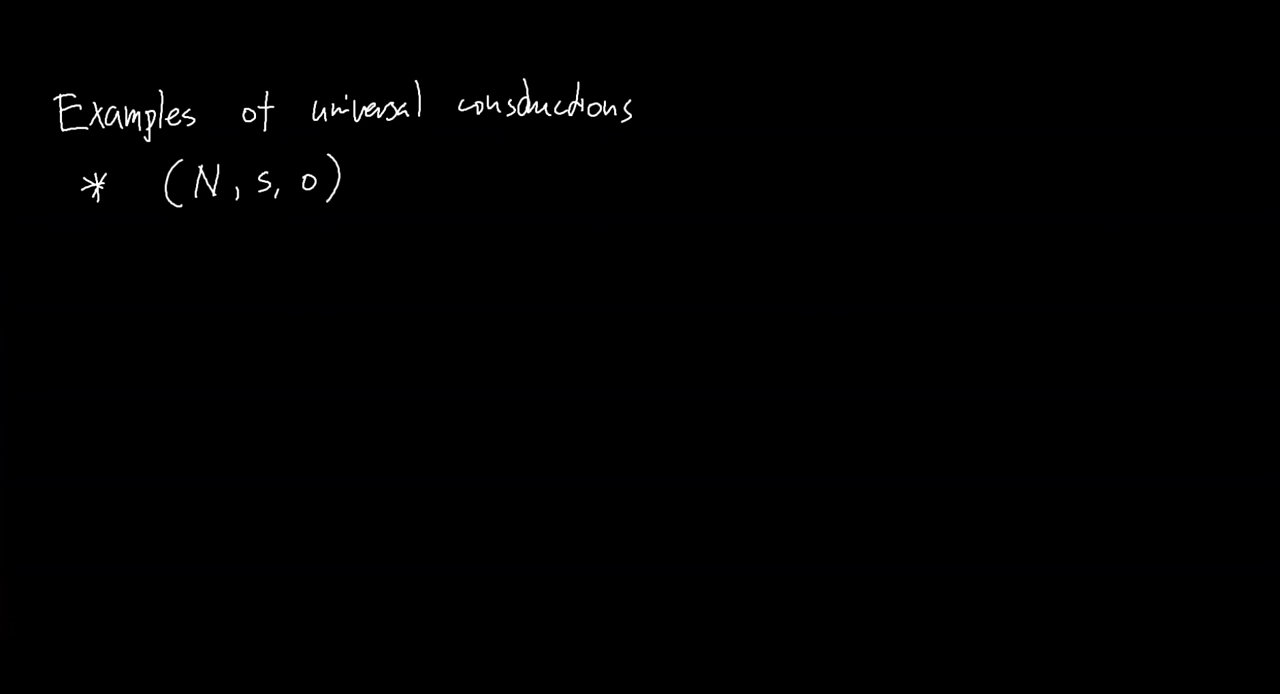 Examples of universal constructions
* (N, s, 0)